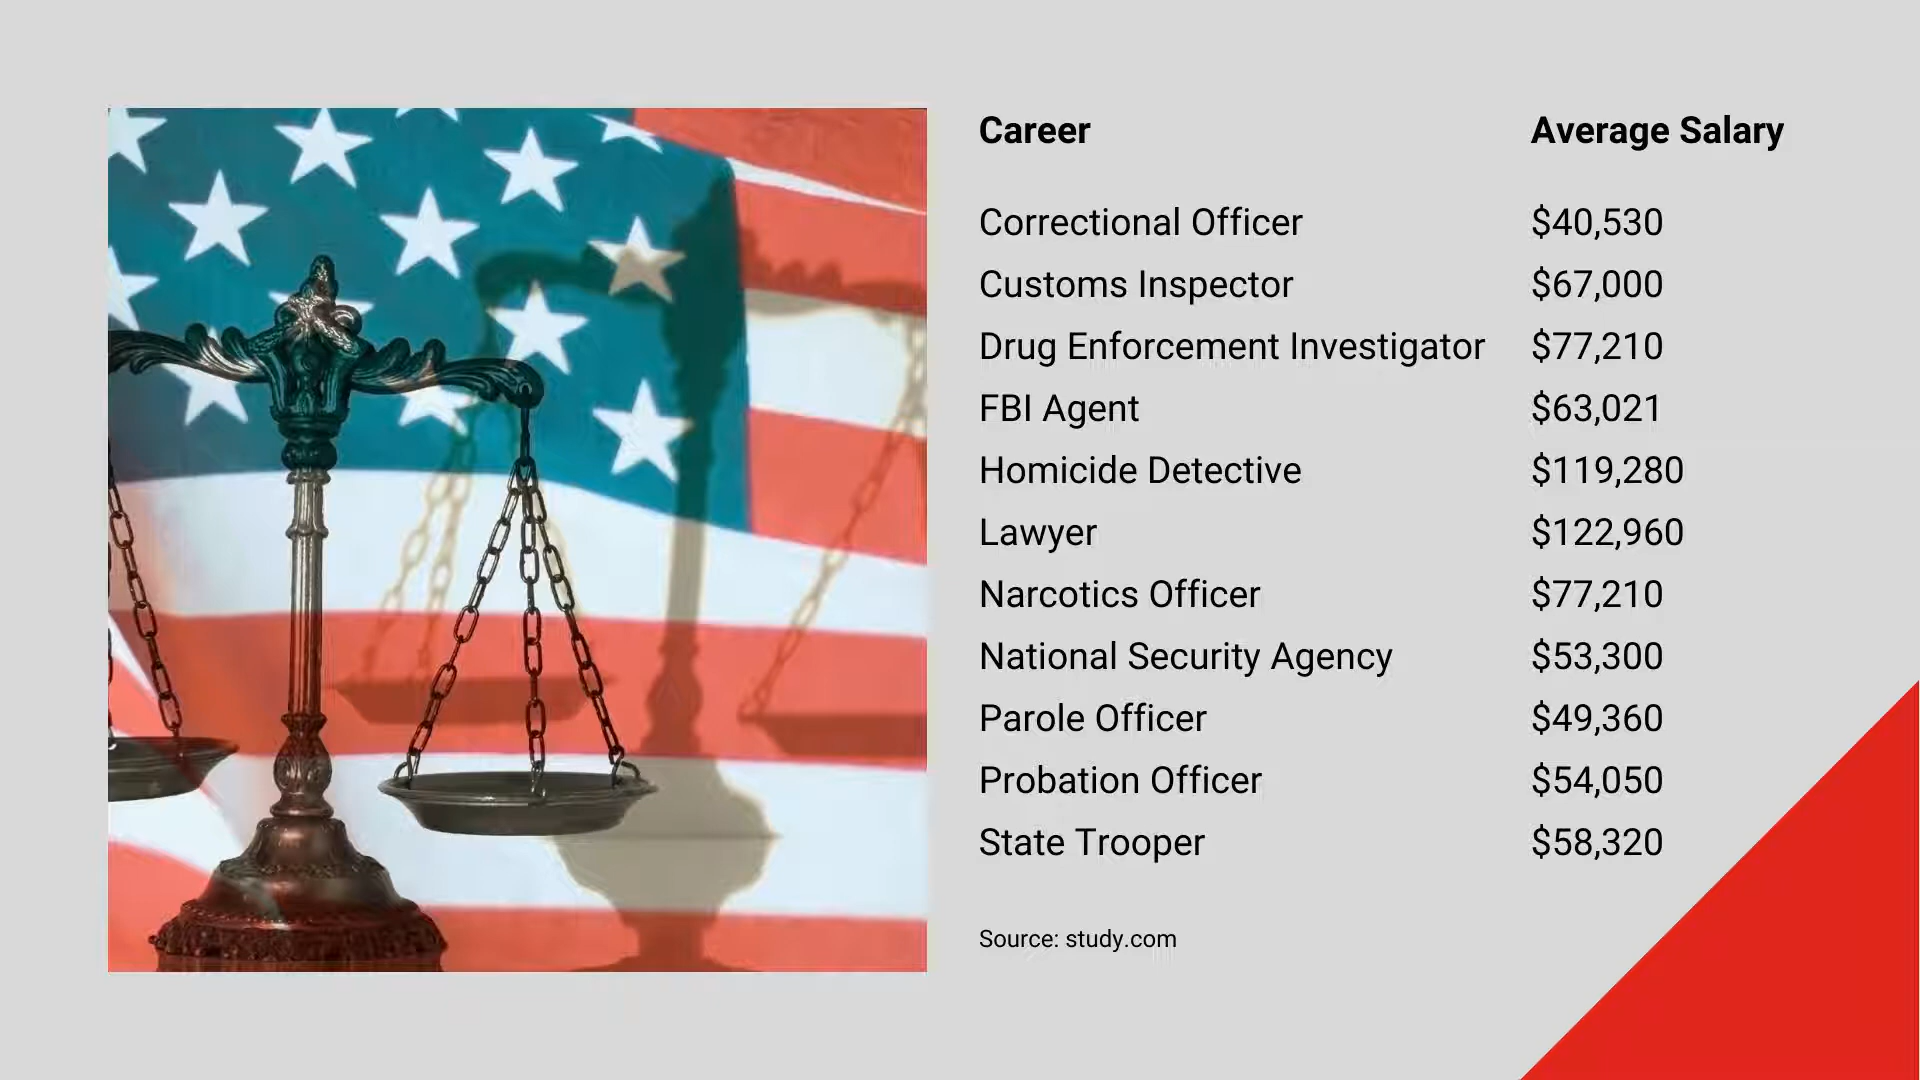 Career Average Salary
Correctional Officer $40,530
Customs Inspector $67,000
Drug Enforcement Investigator $77,210
FBI Agent $63,021
Homicide Detective $119,280
Lawyer $122,960
Narcotics Officer $77,210
National Security Agency $53,300
Parole Officer $49,360
Probation Officer $54,050
State Trooper $58,320
Source: study.com